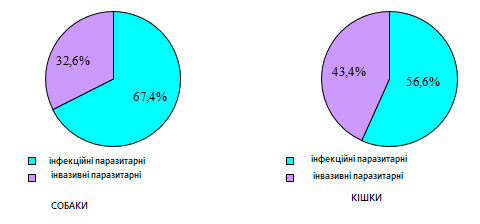 32,6%
67,4%
інфекційні паразитарні
інвазивні паразитарні
СОБАКИ
43,4%
56,6%
інфекційні паразитарні
інвазивні паразитарні
КІШКИ